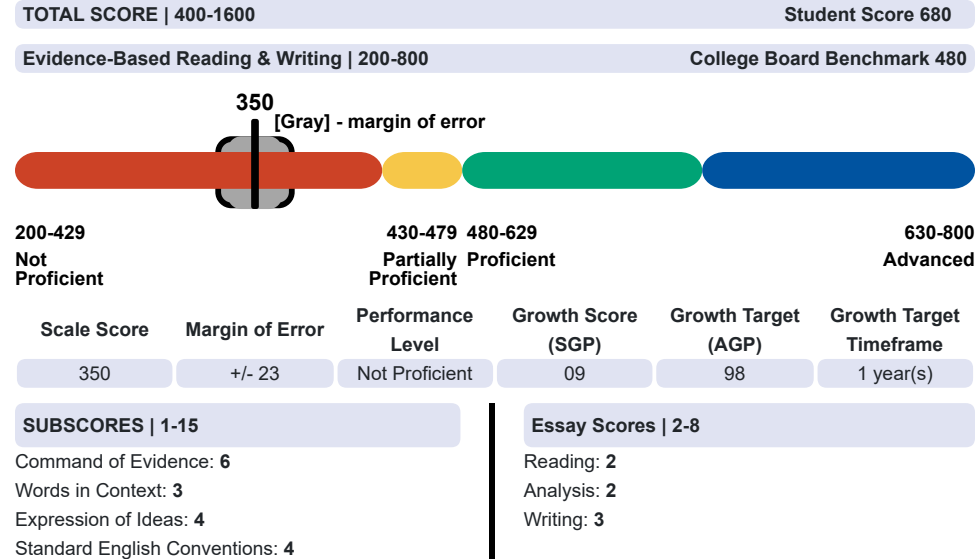 TOTAL SCORE | 400-1600 Student Score 680
Evidence-Based Reading & Writing | 200-800 College Board Benchmark 480
350
[Gray] - margin of error
200-429 430-479 480-629 630-800
Not Partially Proficient Advanced
Proficient Proficient
Scale Score Margin of Error Performance Level Growth Score (SGP) Growth Target (AGP) Growth Target Timeframe
350 +/- 23 Not Proficient 09 98 1 year(s)
SUBSCORES | 1-15
Command of Evidence: 6
Words in Context: 3
Expression of Ideas: 4
Standard English Conventions: 4
Essay Scores | 2-8
Reading: 2
Analysis: 2
Writing: 3